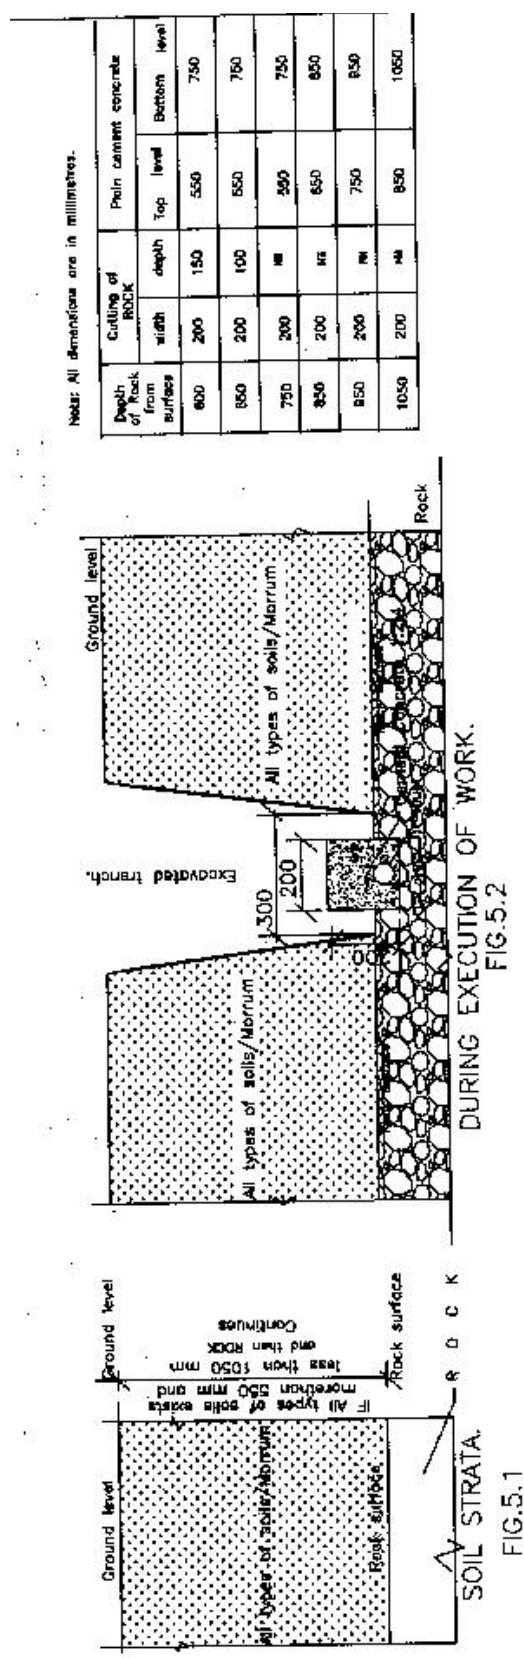 Note: All dimensions are in millimetres.
Depth of Rock from surface | Cutting of ROCK | Plain cement concrete
width | depth | Top level | Bottom level
600 | 200 | 150 | 550 | 750
650 | 200 | 100 | 550 | 750
750 | 200 | Nil | 550 | 750
850 | 200 | Nil | 650 | 850
950 | 200 | Nil | 750 | 950
1050 | 200 | Nil | 850 | 1050
Ground level
All types of soils/Morrum
Excavated trench.
All types of soils/Morrum
300
200
Rock
DURING EXECUTION OF WORK.
FIG.5.2
Ground level
Ground level
All types of soils/Morrum
IF All types of soils exists
morethan 550 mm and
less than 1050 mm
and than ROCK
Continues
Rock surface
Rock surface
ROCK
SOIL STRATA.
FIG.5.1